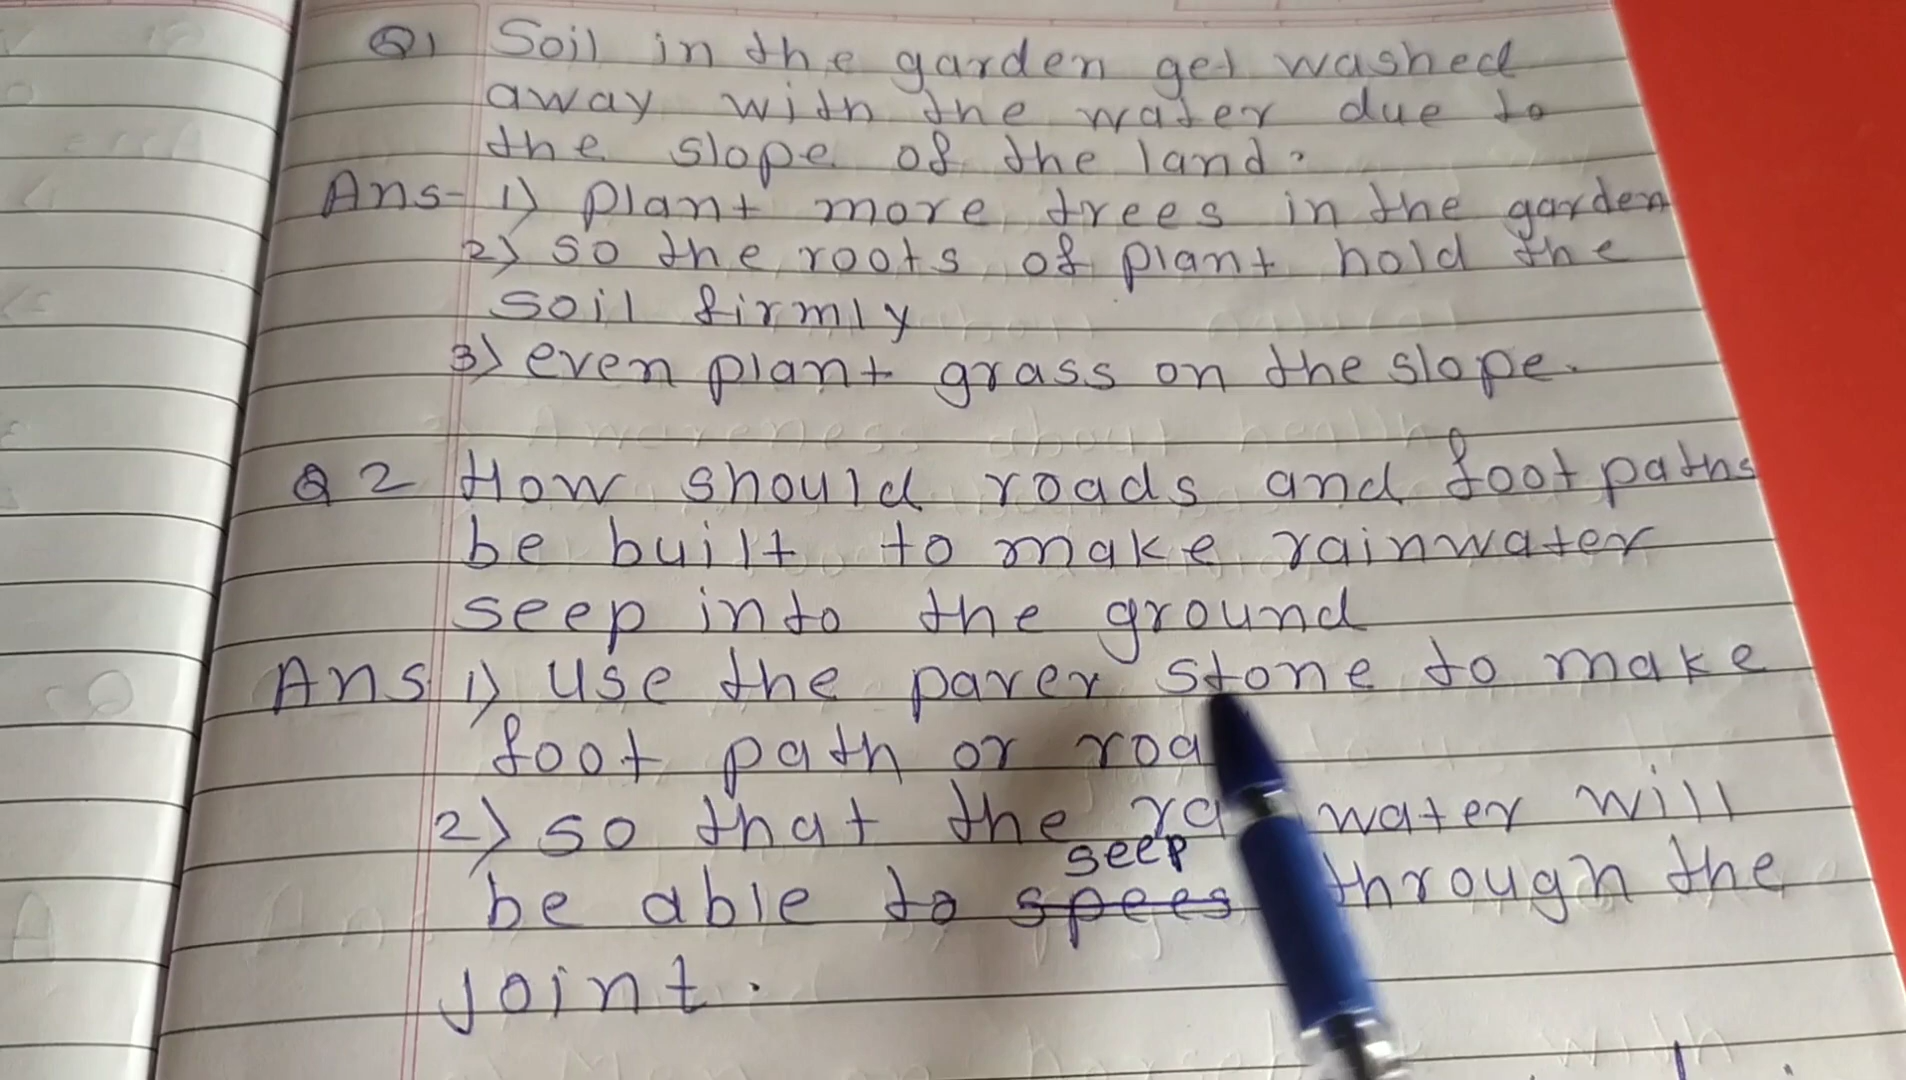 Q1 Soil in the garden get washed
away with the water due to
the slope of the land?
Ans- 1) plant more trees in the garden
2) so the roots of plant hold the
soil firmly
3) even plant grass on the slope.
Q2 How should roads and foot paths
be built to make rainwater
seep into the ground
Ans 1) use the paver stone to make
foot path or
2) so that the water will
seep
be able to spees through the
joint.